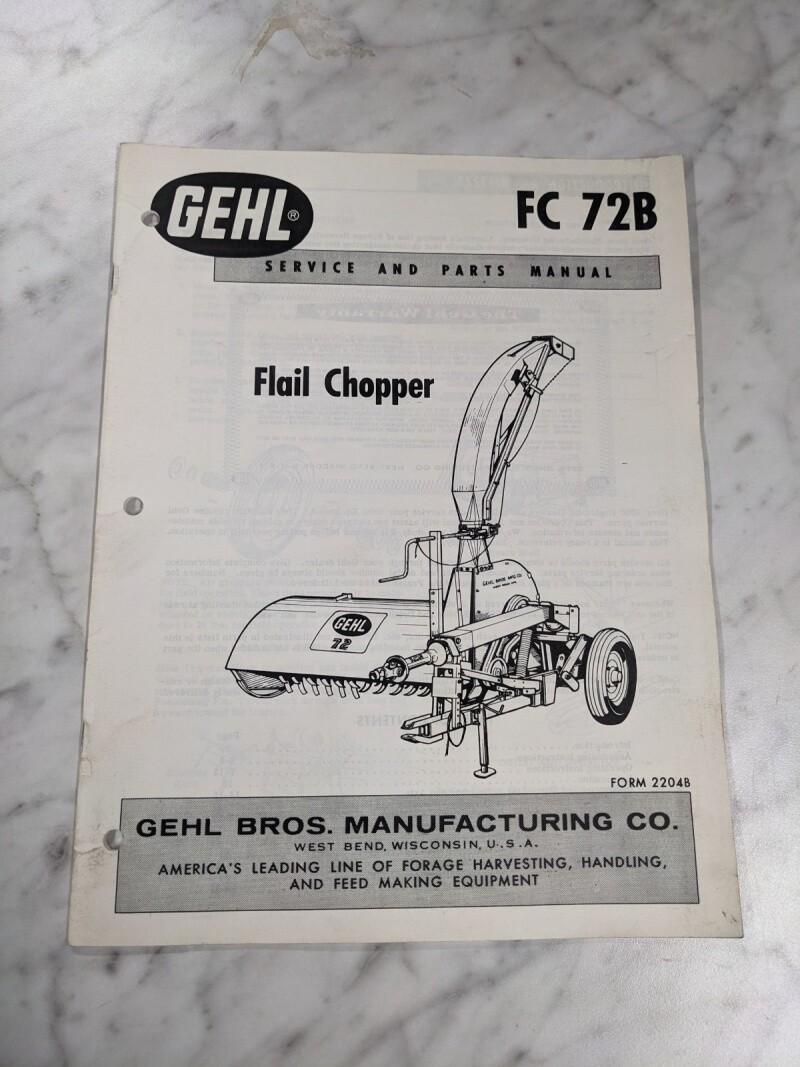 GEHL®
FC 72B
SERVICE AND PARTS MANUAL
Flail Chopper
GEHL BROS MFG CO
GEHL
72
FORM 2204B
GEHL BROS. MANUFACTURING CO.
WEST BEND, WISCONSIN, U.S.A.
AMERICA'S LEADING LINE OF FORAGE HARVESTING, HANDLING,
AND FEED MAKING EQUIPMENT